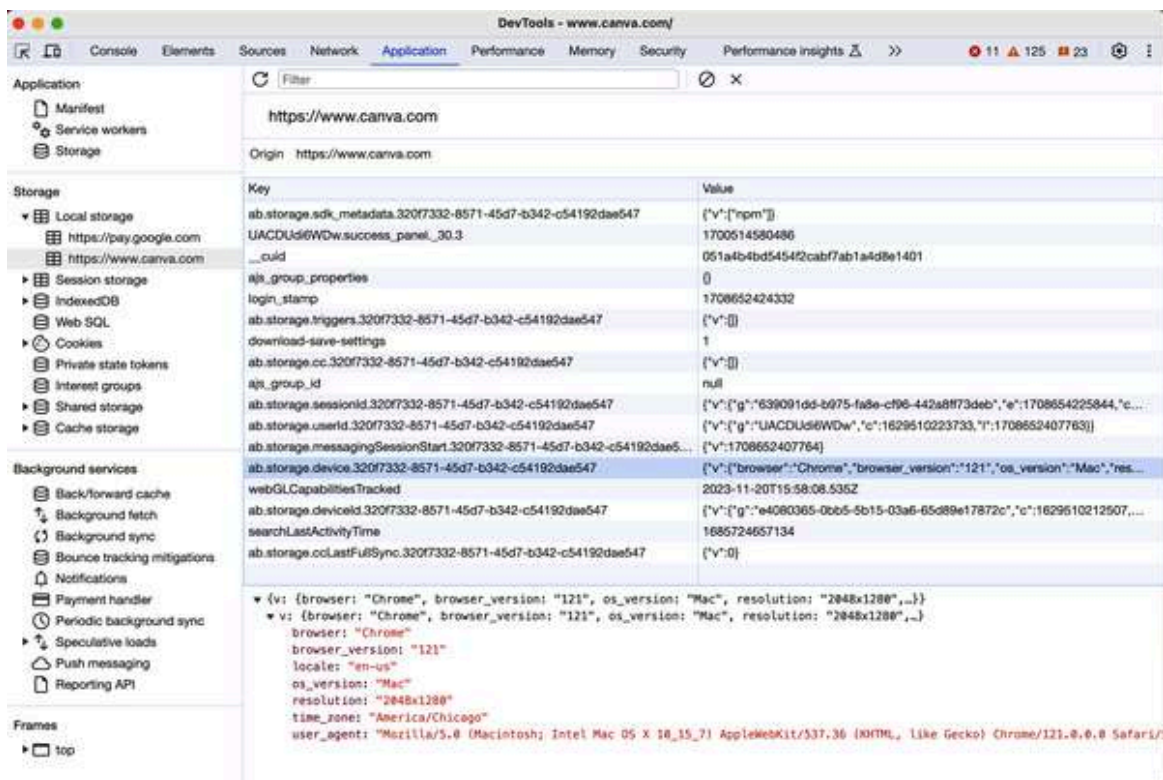 DevTools - www.canva.com/
Console Elements Sources Network Application Performance Memory Security Performance insights 11 125 23
Application
Manifest
Service workers
Storage
Storage
Local storage
https://pay.google.com
https://www.canva.com
Session storage
IndexedDB
Web SQL
Cookies
Private state tokens
Interest groups
Shared storage
Cache storage
Background services
Back/forward cache
Background fetch
Background sync
Bounce tracking mitigations
Notifications
Payment handler
Periodic background sync
Speculative loads
Push messaging
Reporting API
Frames
top
Filter
https://www.canva.com
Origin https://www.canva.com
Key Value
ab.storage.sdk_metadata.320f7332-8571-45d7-b342-c54192dae547 {"v":["npm"]}
UACDUdi6WDw.success_panel._30.3 1700514580486
__cuid 051a4b4bd5454f2cabf7ab1a4d8e1401
ajs_group_properties {}
login_stamp 1708652424332
ab.storage.triggers.320f7332-8571-45d7-b342-c54192dae547 {"v":[]}
download-save-settings 1
ab.storage.cc.320f7332-8571-45d7-b342-c54192dae547 {"v":[]}
ajs_group_id null
ab.storage.sessionId.320f7332-8571-45d7-b342-c54192dae547 {"v":{"g":"639091dd-b975-fa8e-cf96-442a8ff73deb","e":1708654225844,"c...
ab.storage.userId.320f7332-8571-45d7-b342-c54192dae547 {"v":{"g":"UACDUdi6WDw","c":1629510223733,"l":1708652407763}}
ab.storage.messagingSessionStart.320f7332-8571-45d7-b342-c54192dae5... {"v":1708652407764}
ab.storage.device.320f7332-8571-45d7-b342-c54192dae547 {"v":{"browser":"Chrome","browser_version":"121","os_version":"Mac","res...
webGLCapabilitiesTracked 2023-11-20T15:58:08.535Z
ab.storage.deviceId.320f7332-8571-45d7-b342-c54192dae547 {"v":{"g":"e4080365-0bb5-5b15-03a6-65d89e17872c","c":1629510212507,...
searchLastActivityTime 1685724657134
ab.storage.ccLastFullSync.320f7332-8571-45d7-b342-c54192dae547 {"v":0}
{v: {browser: "Chrome", browser_version: "121", os_version: "Mac", resolution: "2048x1280",…}}
v: {browser: "Chrome", browser_version: "121", os_version: "Mac", resolution: "2048x1280",…}
browser: "Chrome"
browser_version: "121"
locale: "en-us"
os_version: "Mac"
resolution: "2048x1280"
time_zone: "America/Chicago"
user_agent: "Mozilla/5.0 (Macintosh; Intel Mac OS X 10_15_7) AppleWebKit/537.36 (KHTML, like Gecko) Chrome/121.0.0.0 Safari/